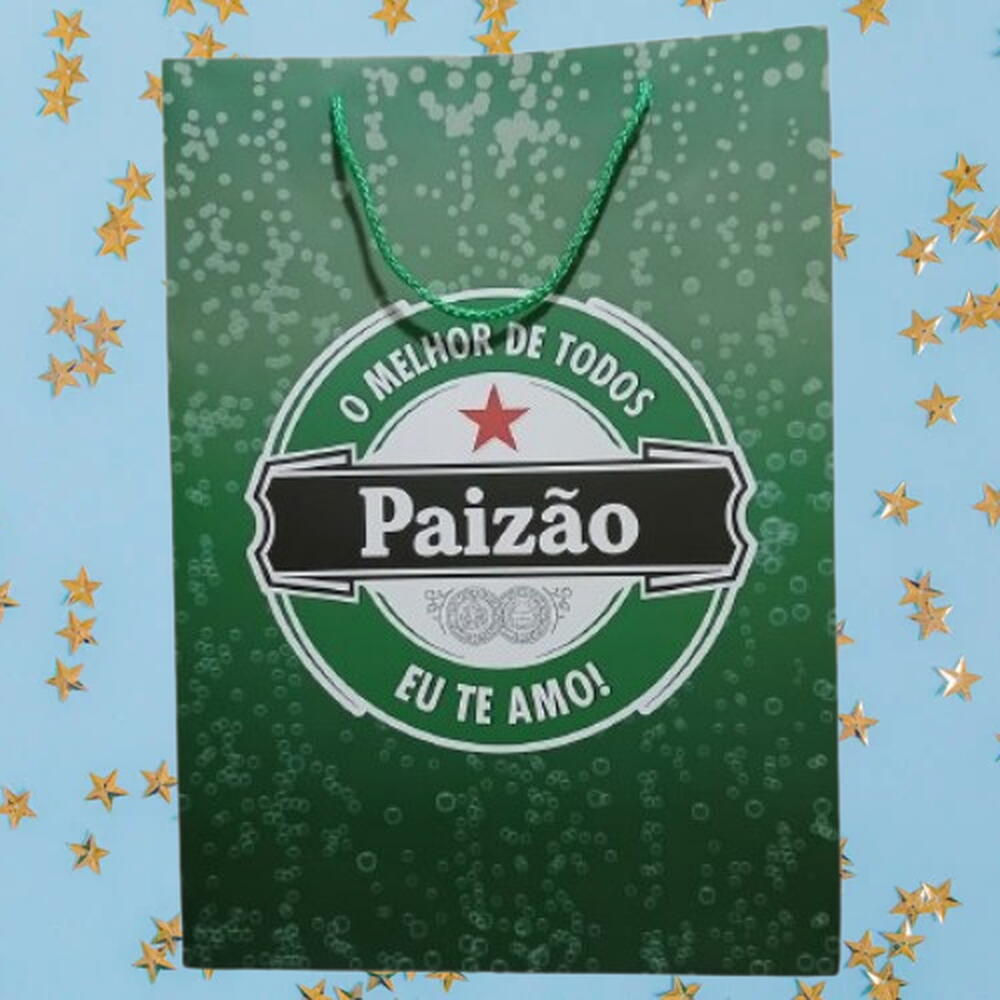 O MELHOR DE TODOS
Paizão
EU TE AMO!